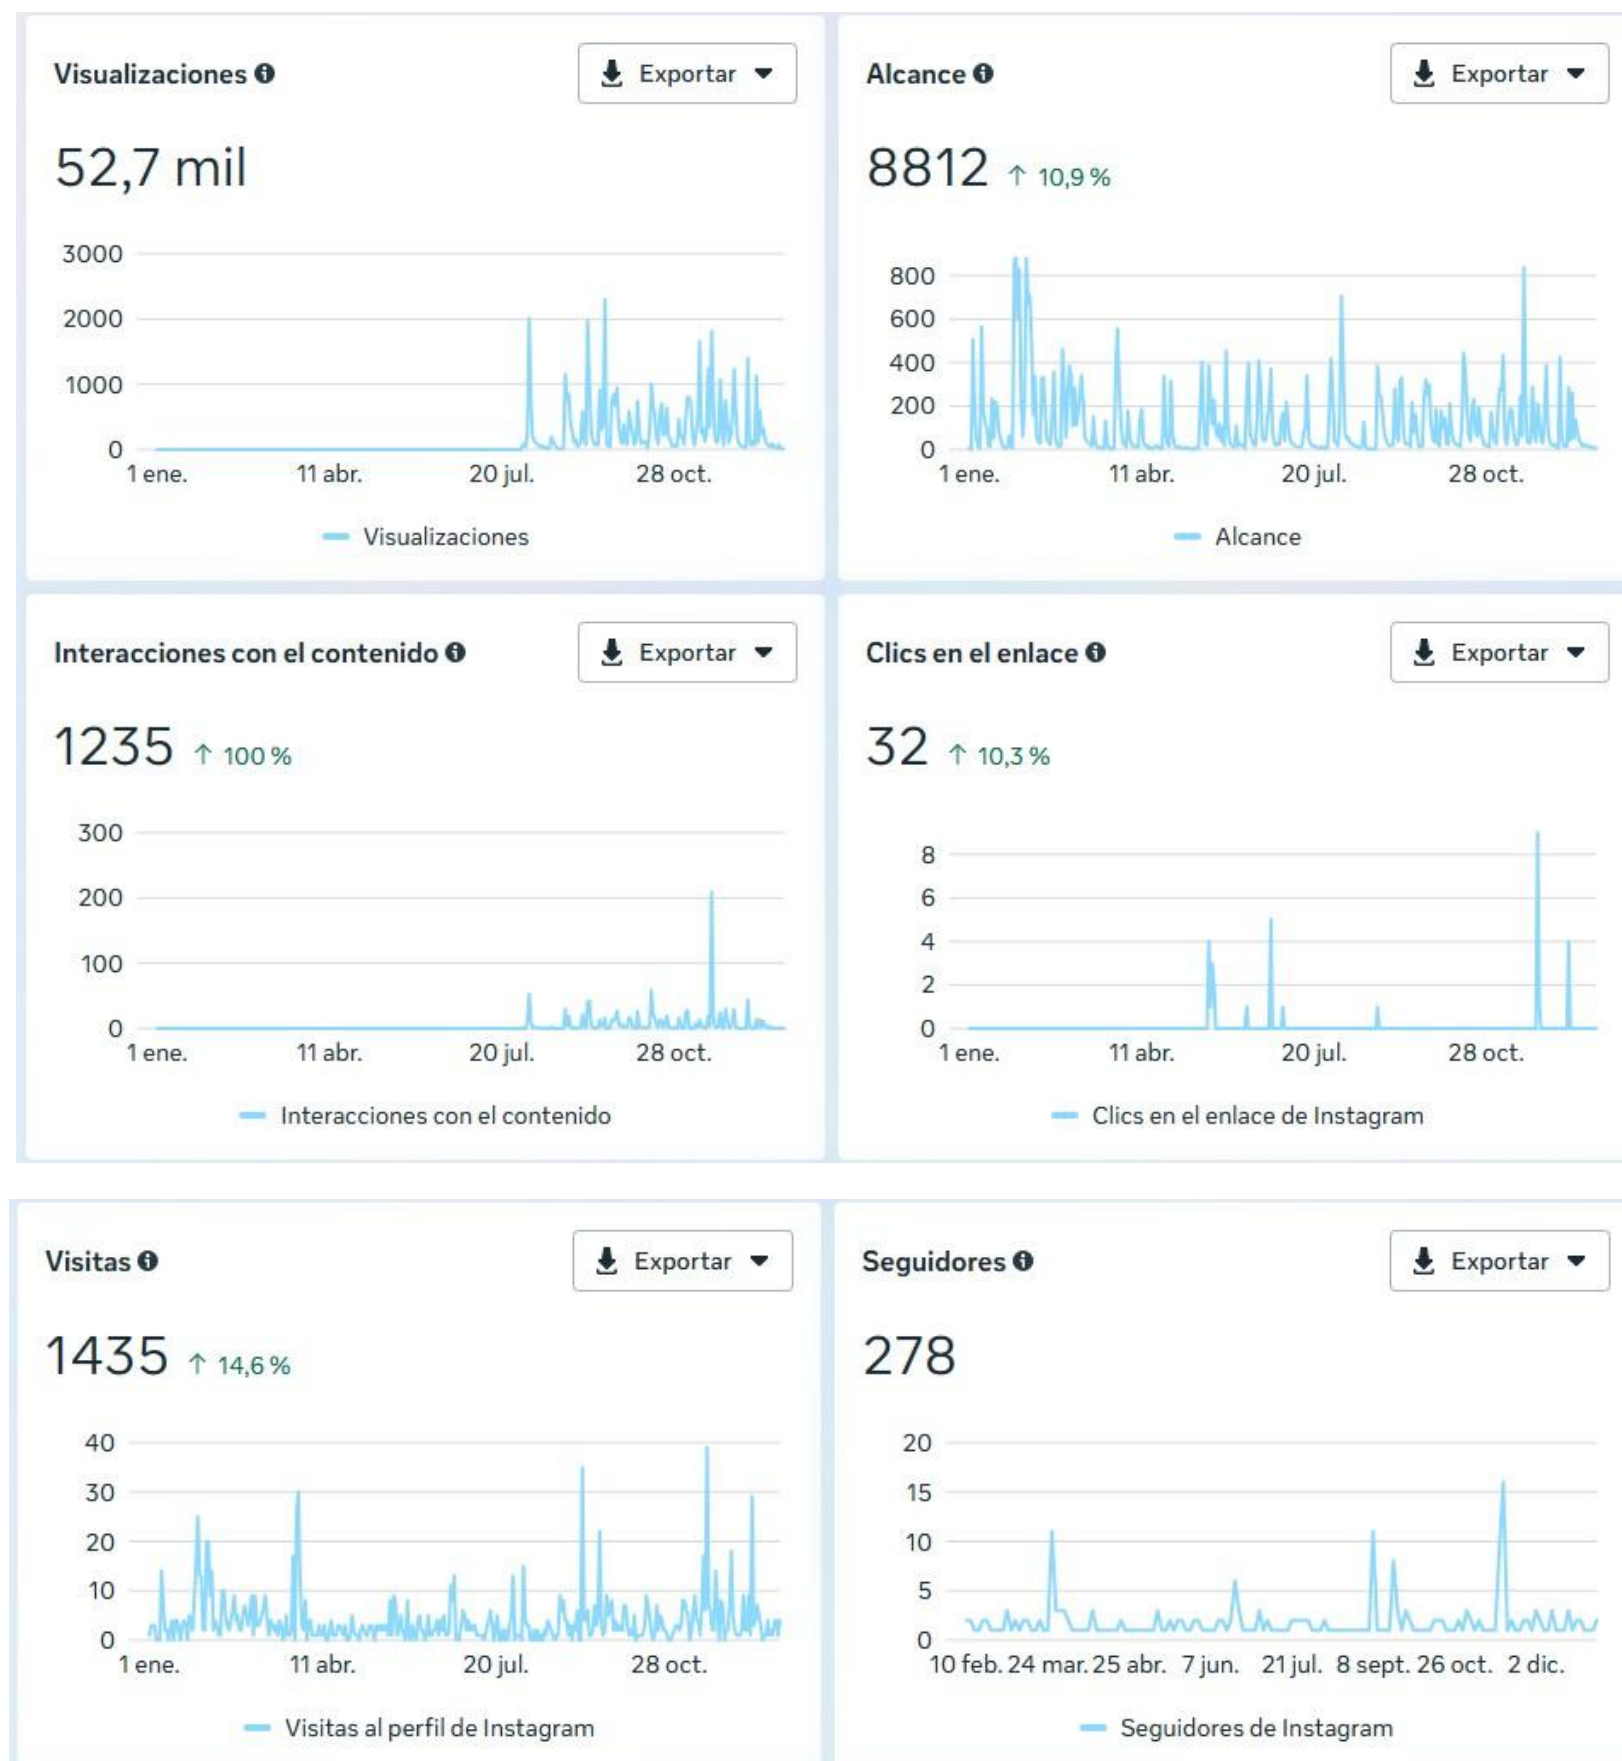 Visualizaciones
Exportar
52,7 mil
3000
2000
1000
0
1 ene. 11 abr. 20 jul. 28 oct.
Visualizaciones
Alcance
Exportar
8812 ↑ 10,9 %
800
600
400
200
0
1 ene. 11 abr. 20 jul. 28 oct.
Alcance
Interacciones con el contenido
Exportar
1235 ↑ 100 %
300
200
100
0
1 ene. 11 abr. 20 jul. 28 oct.
Interacciones con el contenido
Clics en el enlace
Exportar
32 ↑ 10,3 %
8
6
4
2
0
1 ene. 11 abr. 20 jul. 28 oct.
Clics en el enlace de Instagram
Visitas
Exportar
1435 ↑ 14,6 %
40
30
20
10
0
1 ene. 11 abr. 20 jul. 28 oct.
Visitas al perfil de Instagram
Seguidores
Exportar
278
20
15
10
5
0
10 feb. 24 mar. 25 abr. 7 jun. 21 jul. 8 sept. 26 oct. 2 dic.
Seguidores de Instagram